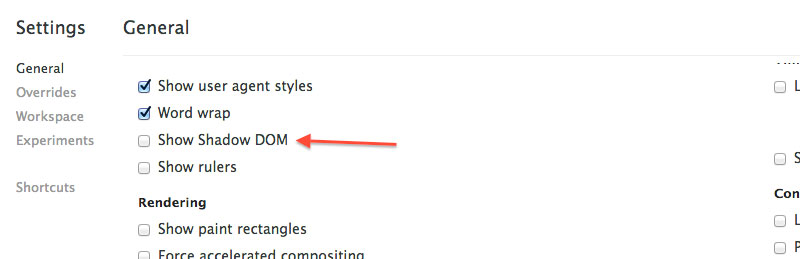 Settings
General
General
Overrides
Workspace
Experiments
Shortcuts
Show user agent styles
Word wrap
Show Shadow DOM
Show rulers
Rendering
Show paint rectangles
Force accelerated compositing
L
S
Con
L
P